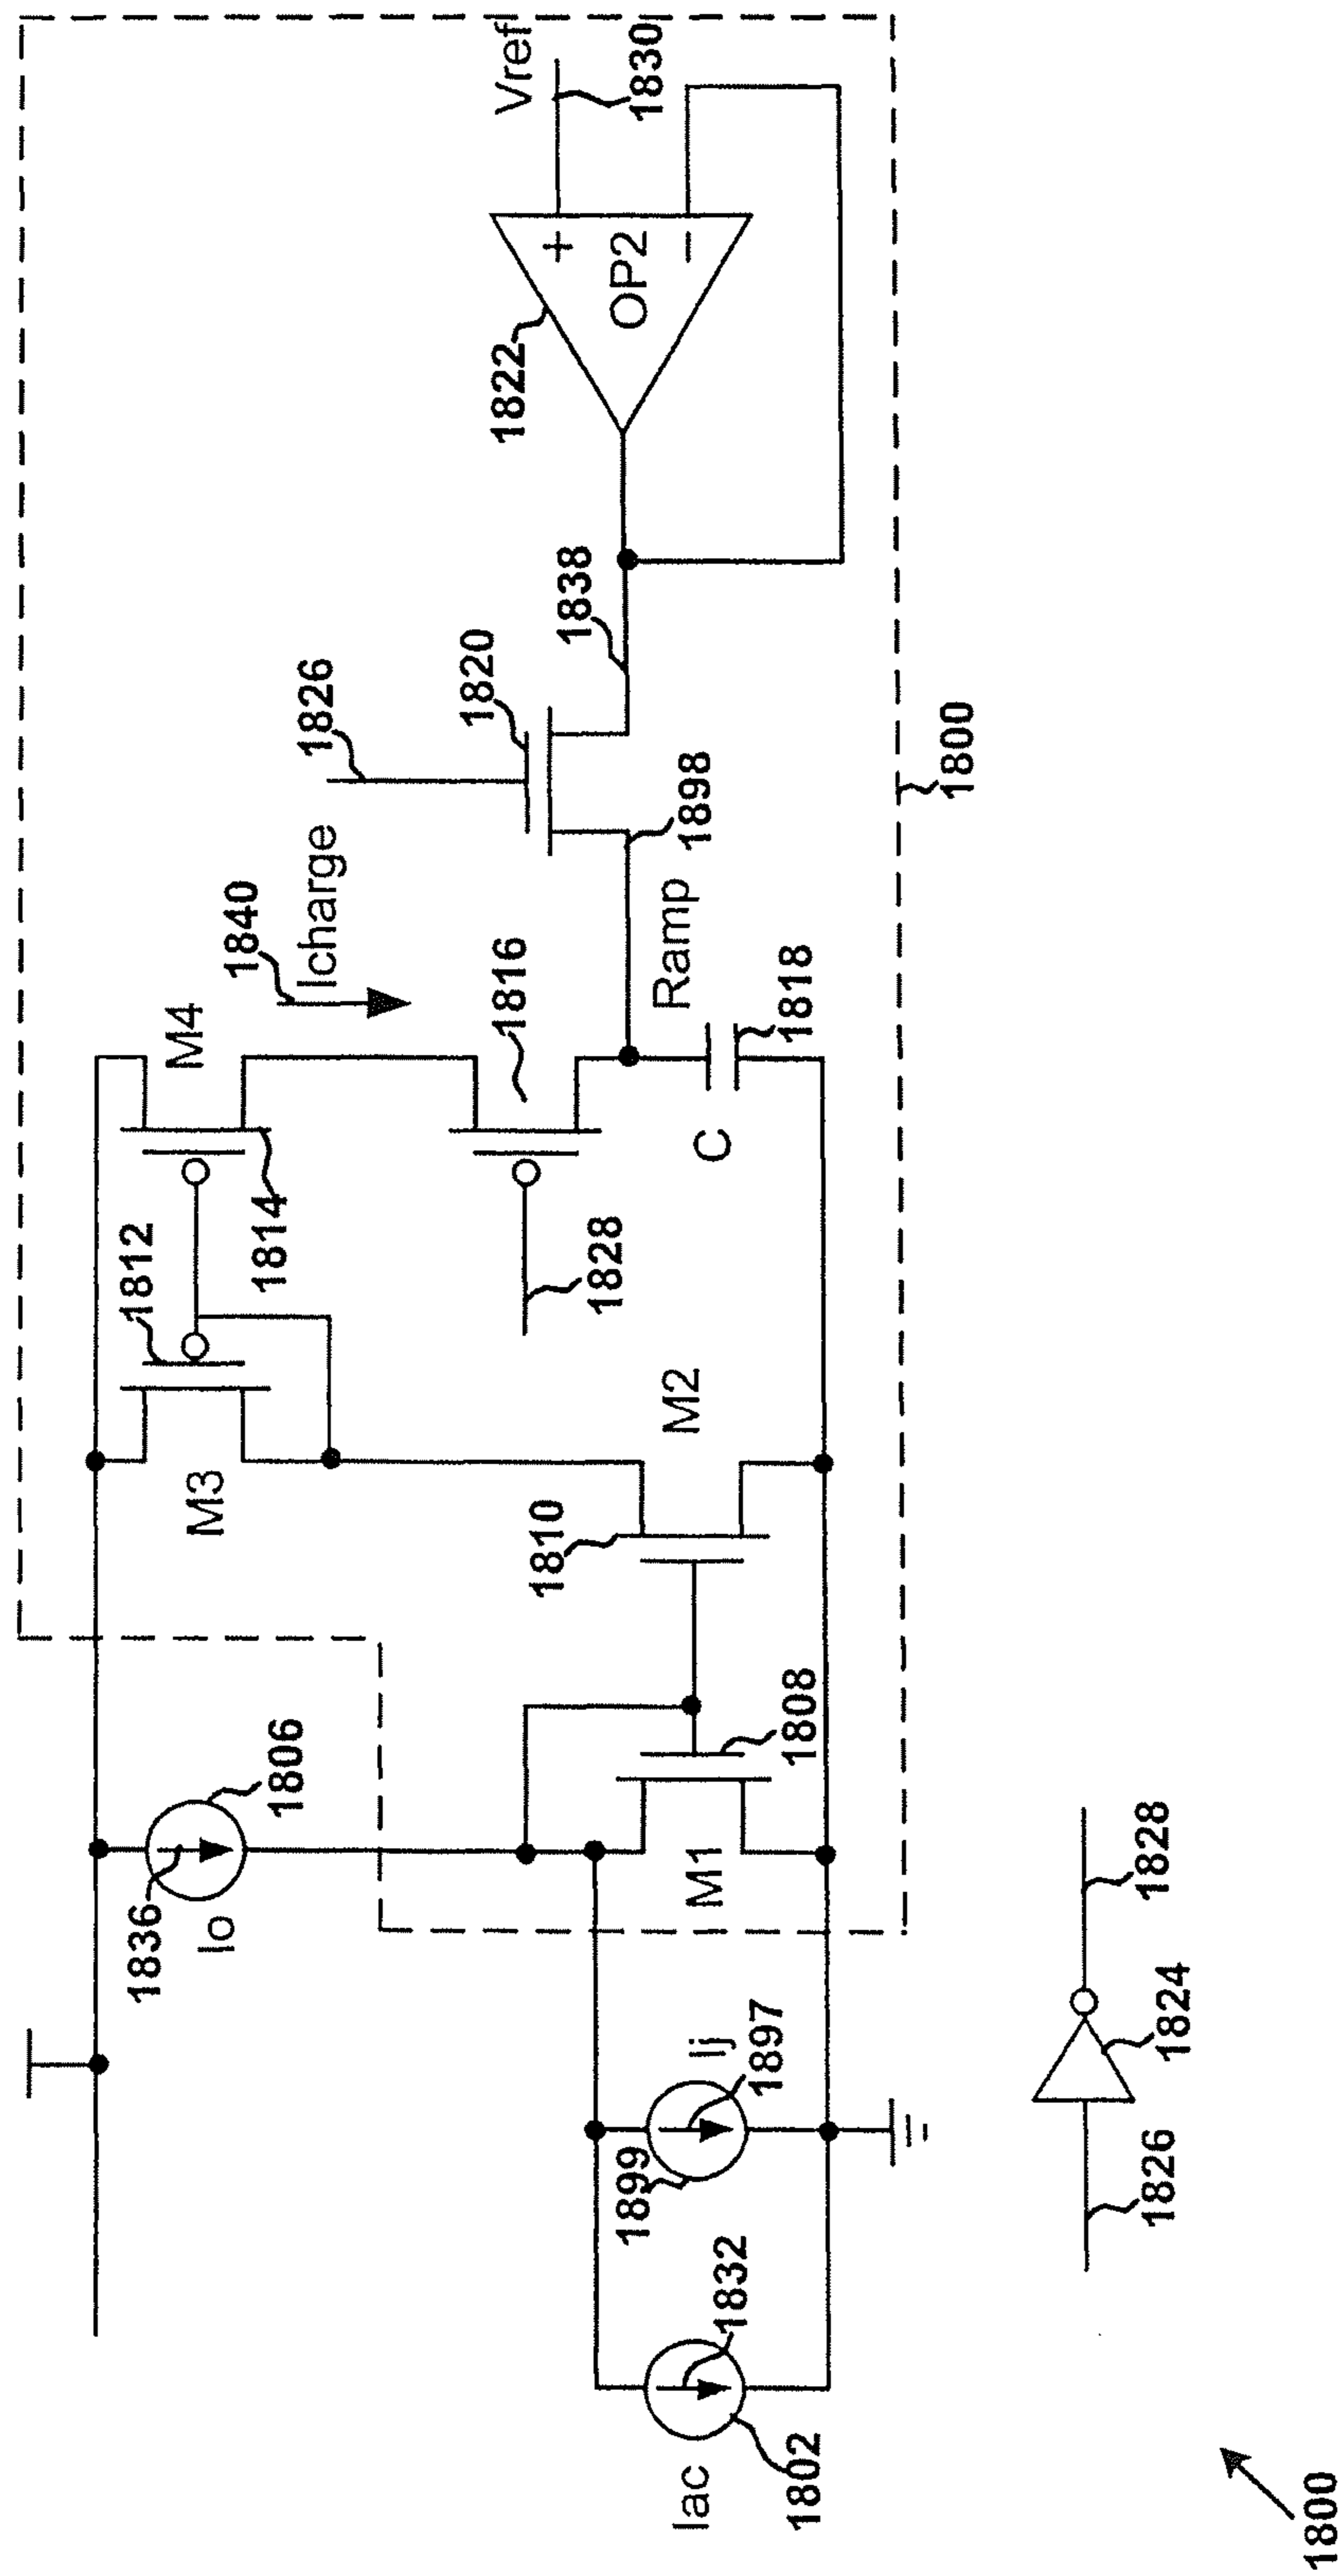 Vref
1830
+
OP2
−
1822
1838
1826
1820
1898
Ramp
1840
Icharge
M4
1814
1816
1818
C
1812
M3
1828
M2
1810
1806
1836
Io
1808
M1
1800
Ij
1897
1899
1832
Iac
1802
1826
1824
1828
1800